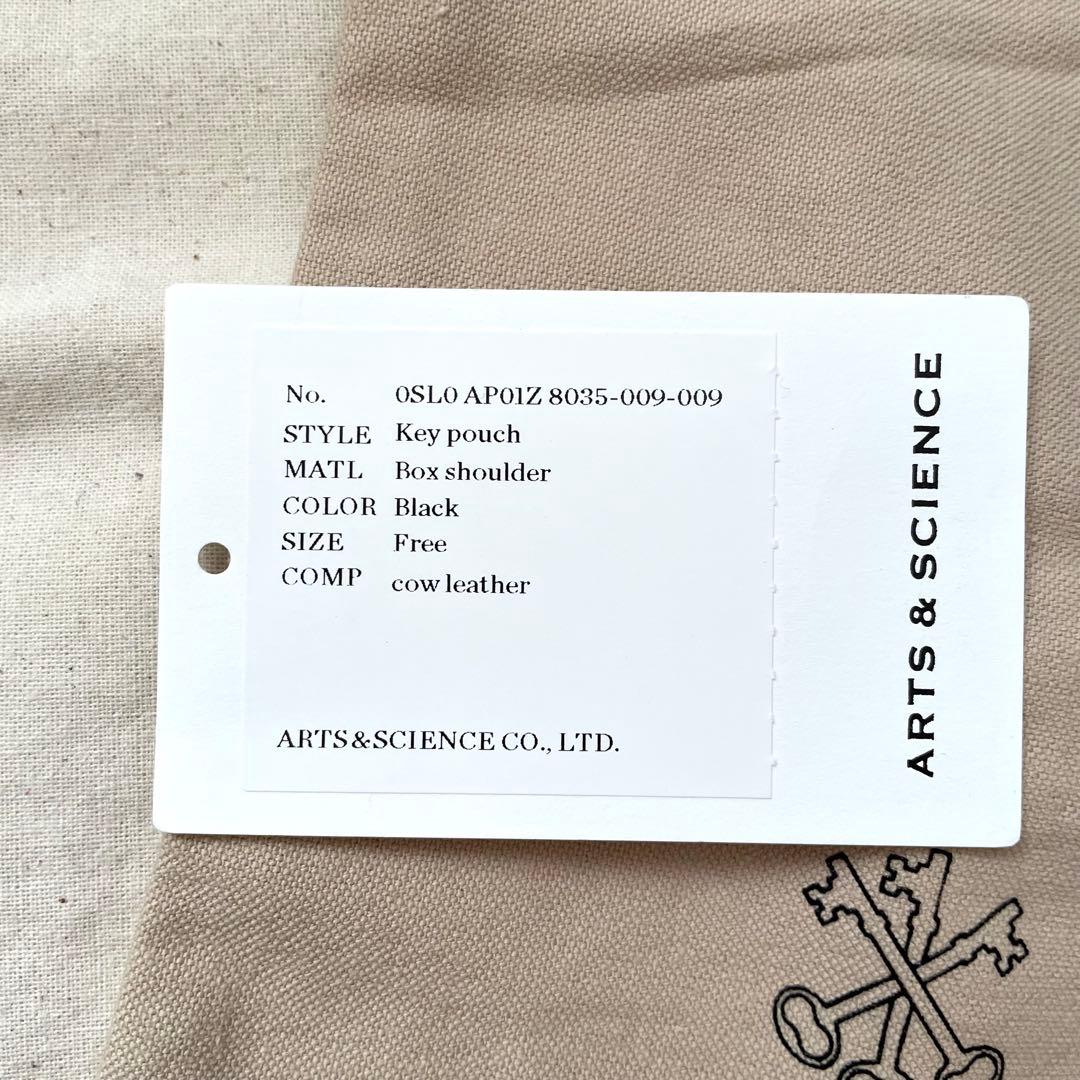 No. 0SL0 AP01Z 8035-009-009
STYLE Key pouch
MATL Box shoulder
COLOR Black
SIZE Free
COMP cow leather
ARTS&SCIENCE CO., LTD.
ARTS & SCIENCE